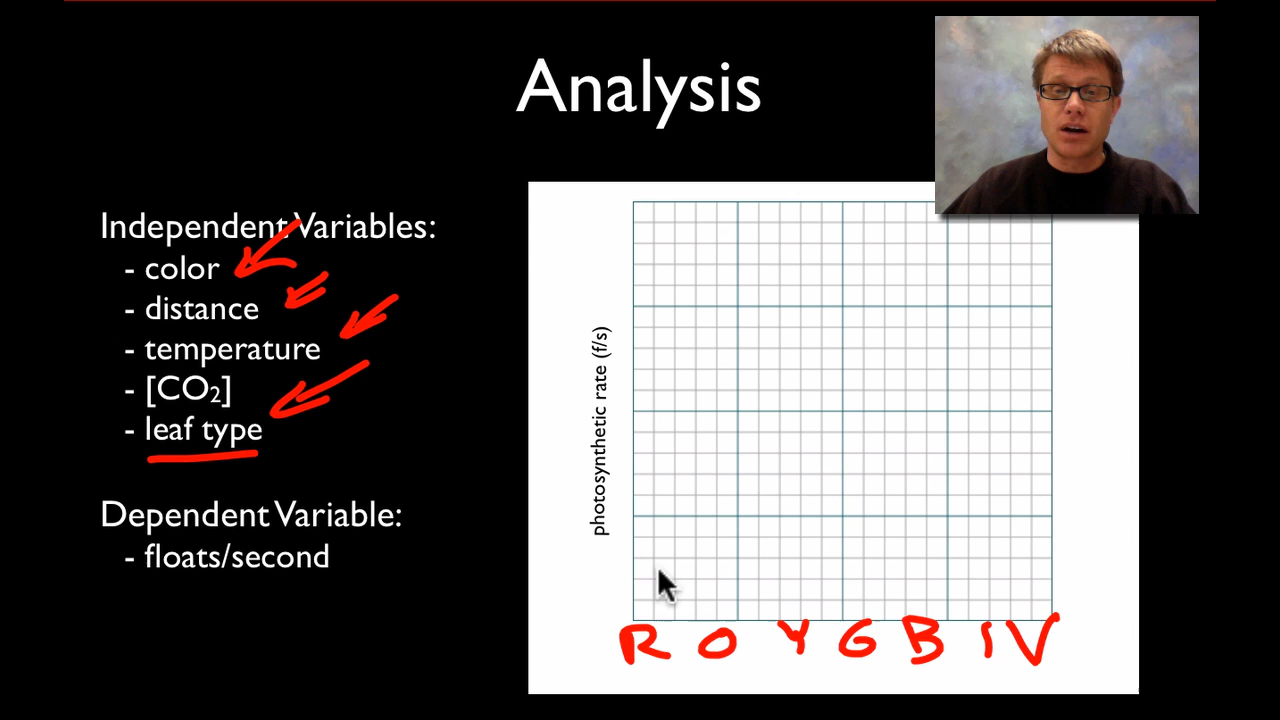 Analysis
Independent Variables:
- color
- distance
- temperature
- [CO₂]
- leaf type
Dependent Variable:
- floats/second
photosynthetic rate (f/s)
R O Y G B I V